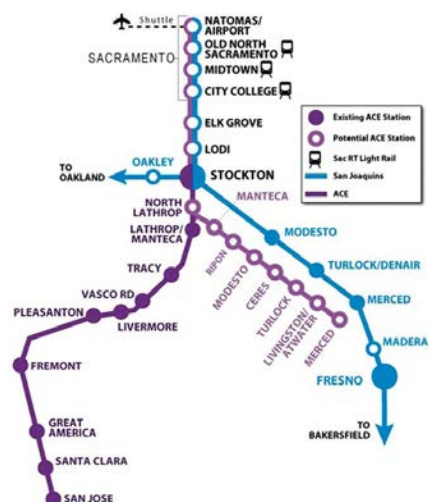 Shuttle
NATOMAS/
AIRPORT
OLD NORTH
SACRAMENTO
SACRAMENTO
MIDTOWN
CITY COLLEGE
ELK GROVE
LODI
Existing ACE Station
Potential ACE Station
Sac RT Light Rail
San Joaquins
ACE
TO
OAKLAND
OAKLEY
STOCKTON
NORTH
LATHROP
MANTECA
LATHROP/
MANTECA
RIPON
MODESTO
CERES
TURLOCK
LIVINGSTON/
ATWATER
MERCED
MODESTO
TURLOCK/DENAIR
MERCED
MADERA
FRESNO
TO
BAKERSFIELD
TRACY
VASCO RD
LIVERMORE
PLEASANTON
FREMONT
GREAT
AMERICA
SANTA CLARA
SAN JOSE